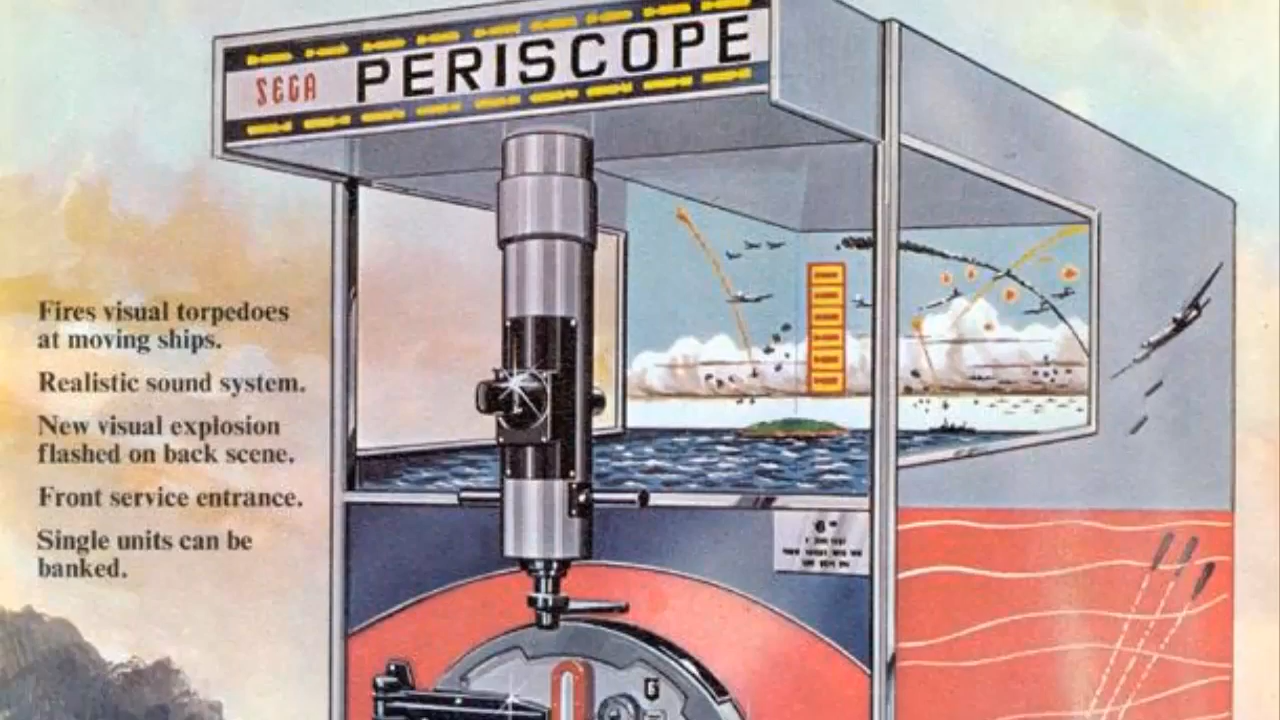 SEGA PERISCOPE
Fires visual torpedoes
at moving ships.
Realistic sound system.
New visual explosion
flashed on back scene.
Front service entrance.
Single units can be
banked.